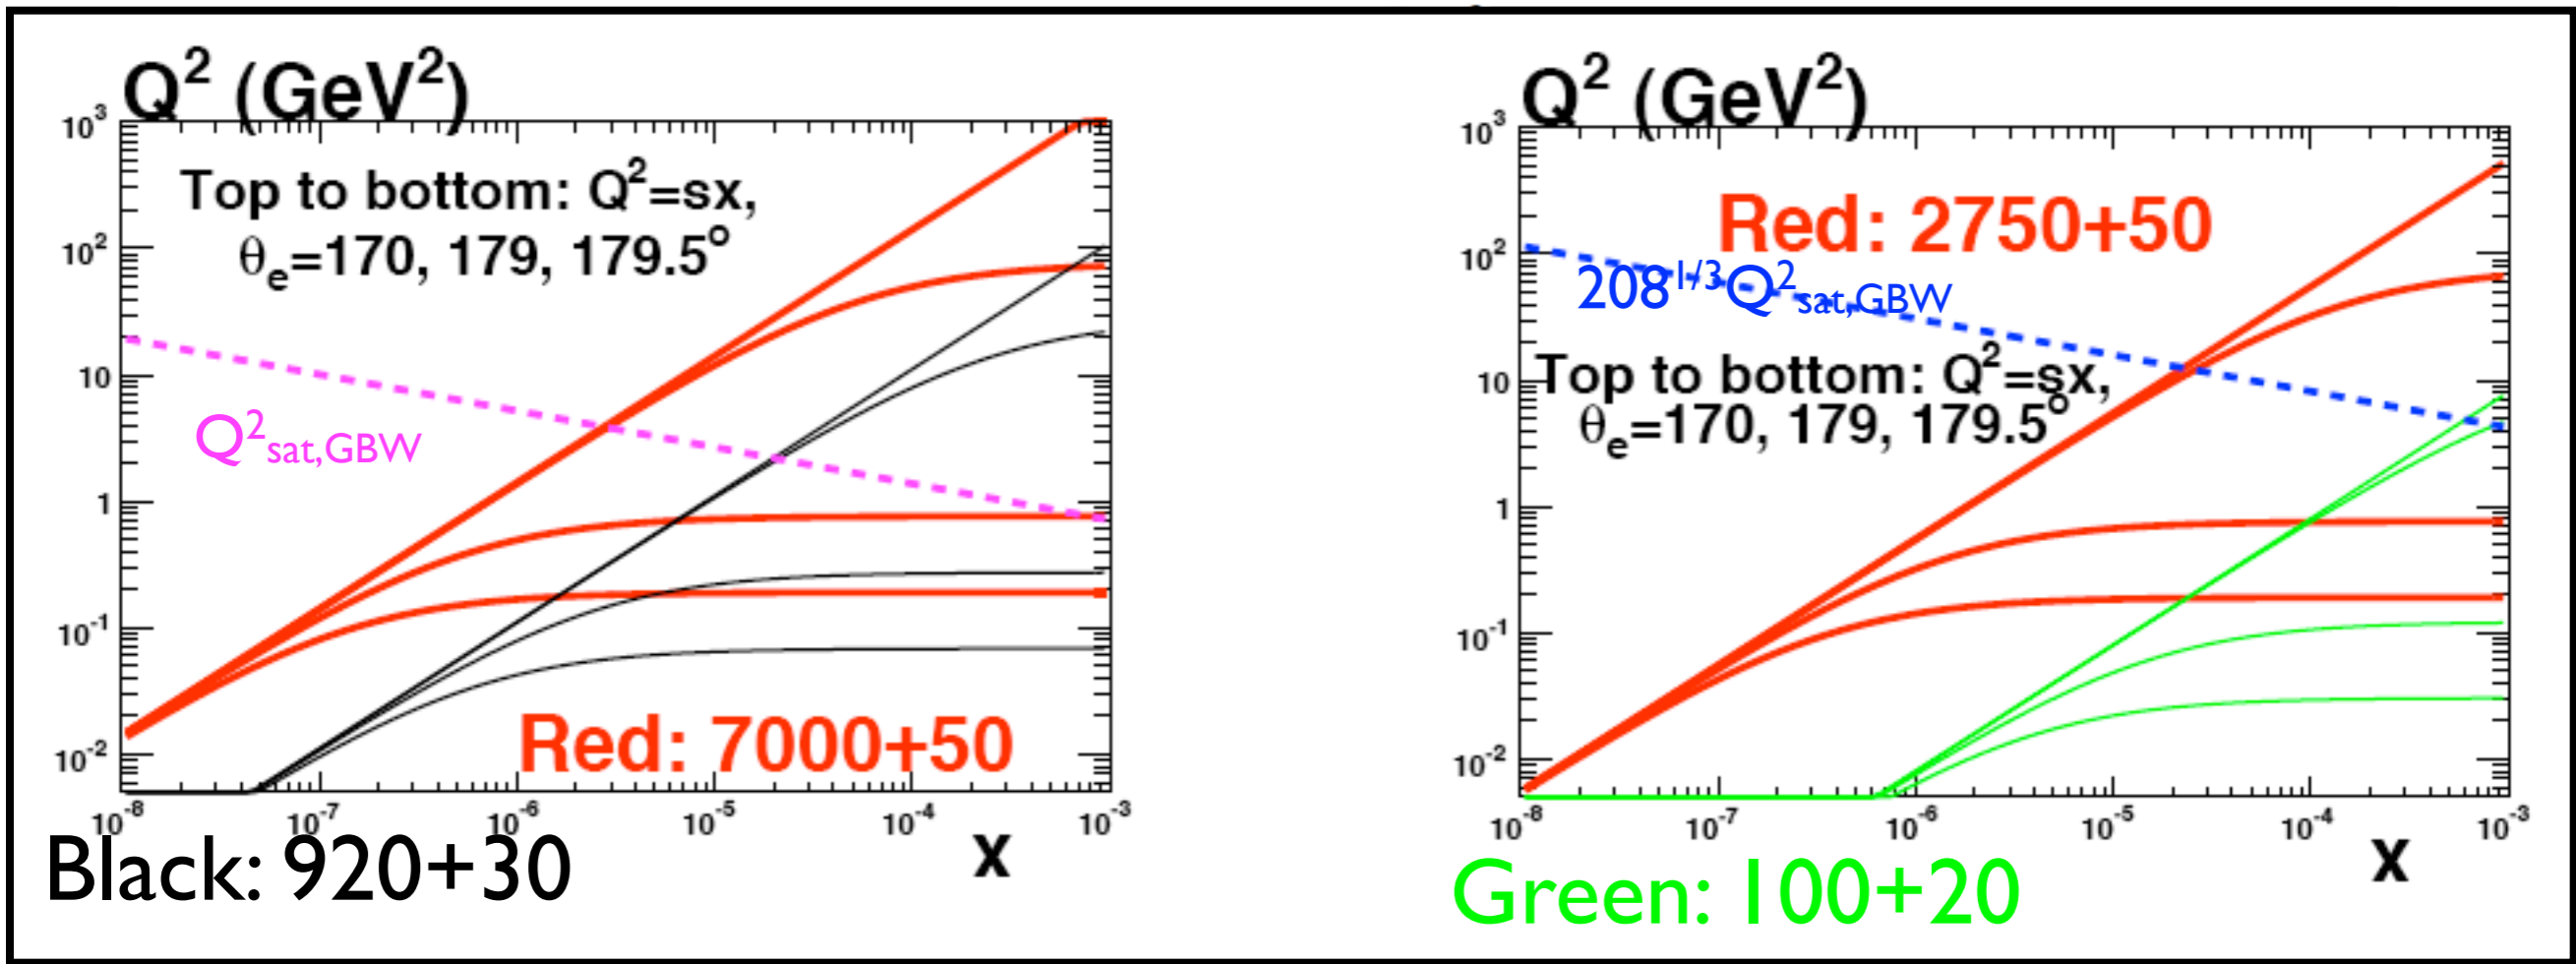 Q² (GeV²)
10³
Top to bottom: Q²=sx,
θe=170, 179, 179.5°
10²
10
Q²sat,GBW
1
10⁻¹
Red: 7000+50
10⁻²
10⁻⁸ 10⁻⁷ 10⁻⁶ 10⁻⁵ 10⁻⁴ 10⁻³
x
Black: 920+30
Q² (GeV²)
10³
Red: 2750+50
10²
208¹/³Q²sat,GBW
Top to bottom: Q²=sx,
10
θe=170, 179, 179.5°
1
10⁻¹
10⁻²
10⁻⁸ 10⁻⁷ 10⁻⁶ 10⁻⁵ 10⁻⁴ 10⁻³
x
Green: 100+20